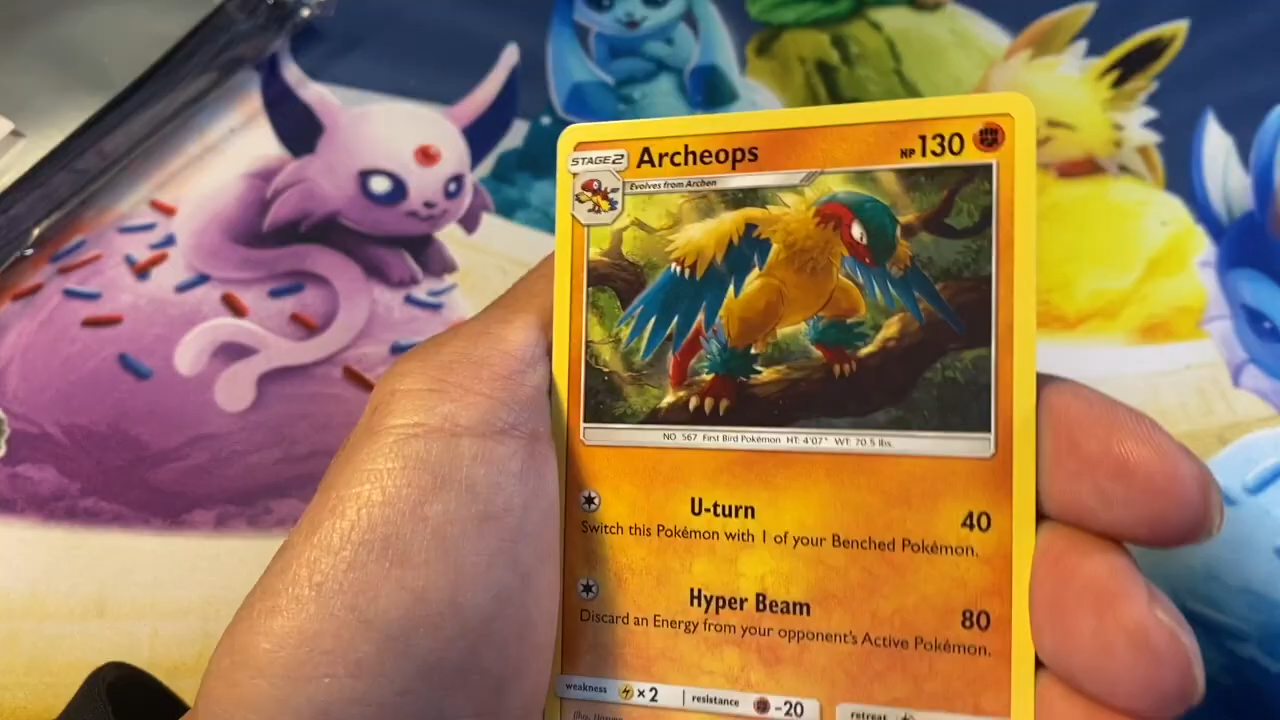 STAGE2 Archeops HP130
Evolves from Archen
NO. 567 First Bird Pokémon HT: 4'07" WT: 70.5 lbs.
U-turn 40
Switch this Pokémon with 1 of your Benched Pokémon.
Hyper Beam 80
Discard an Energy from your opponent's Active Pokémon.
weakness ×2 resistance -20 retreat
Illus.